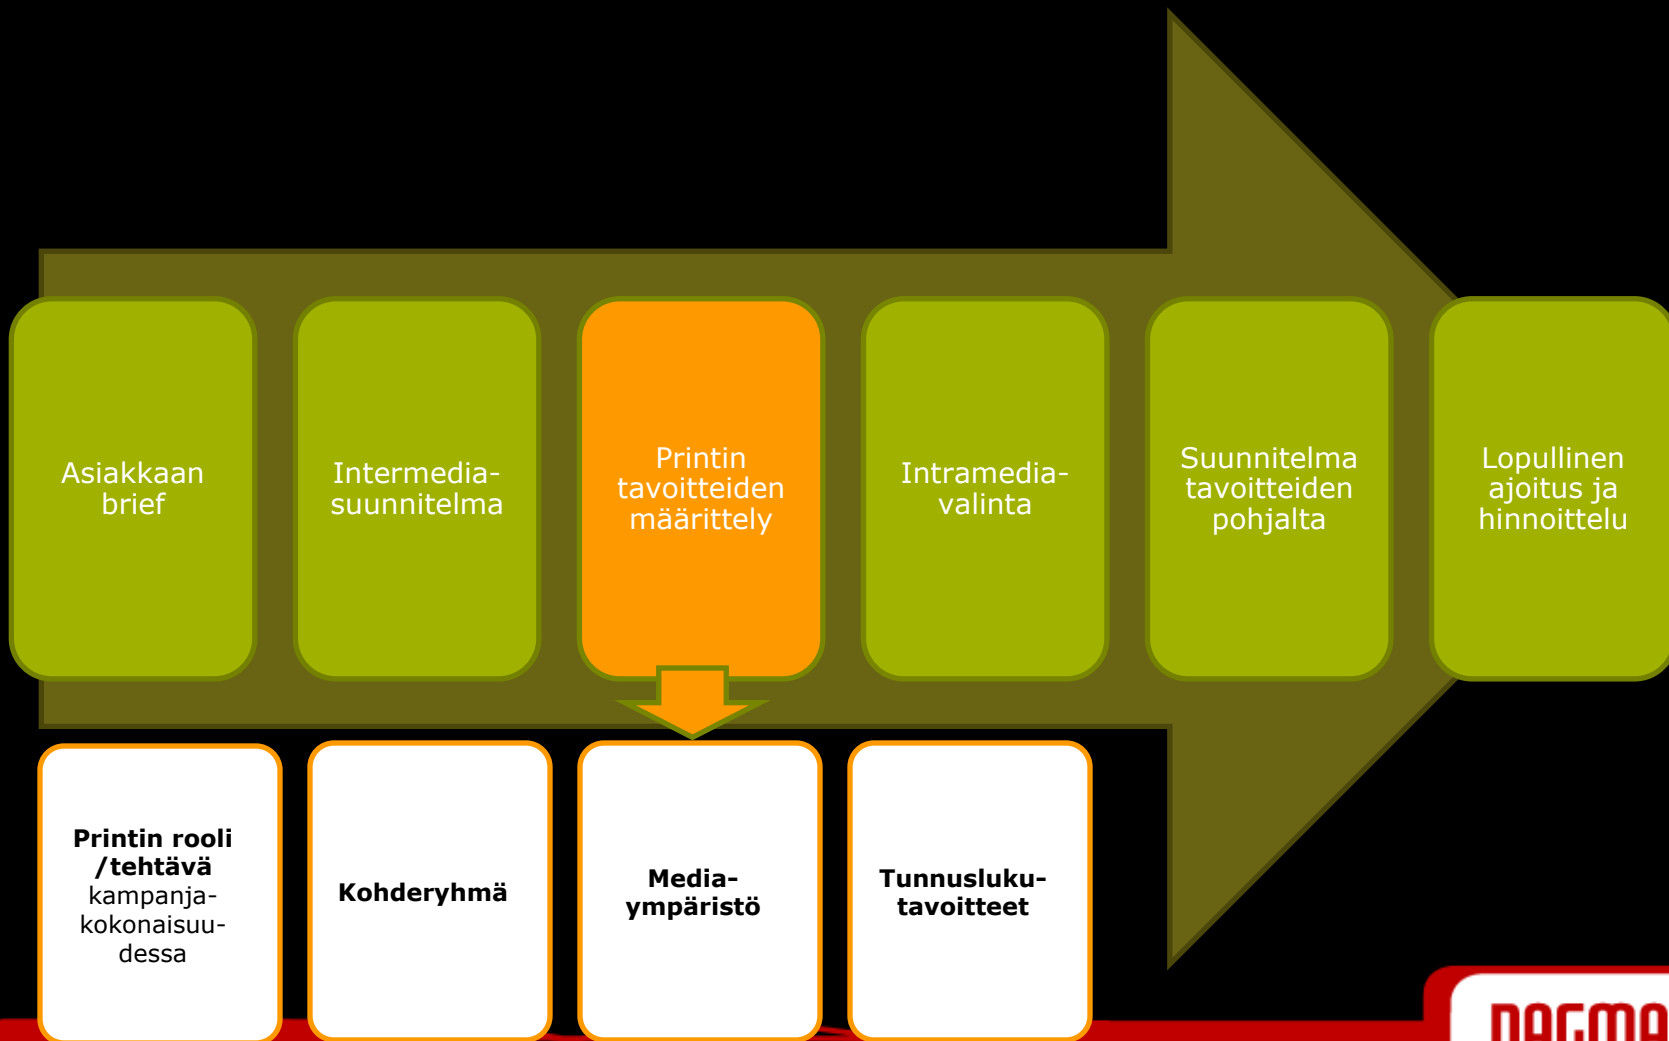 Asiakkaan
brief
Intermedia-
suunnitelma
Printin
tavoitteiden
määrittely
Intramedia-
valinta
Suunnitelma
tavoitteiden
pohjalta
Lopullinen
ajoitus ja
hinnoittelu
Printin rooli
/tehtävä
kampanja-
kokonaisuu-
dessa
Kohderyhmä
Media-
ympäristö
Tunnusluku-
tavoitteet